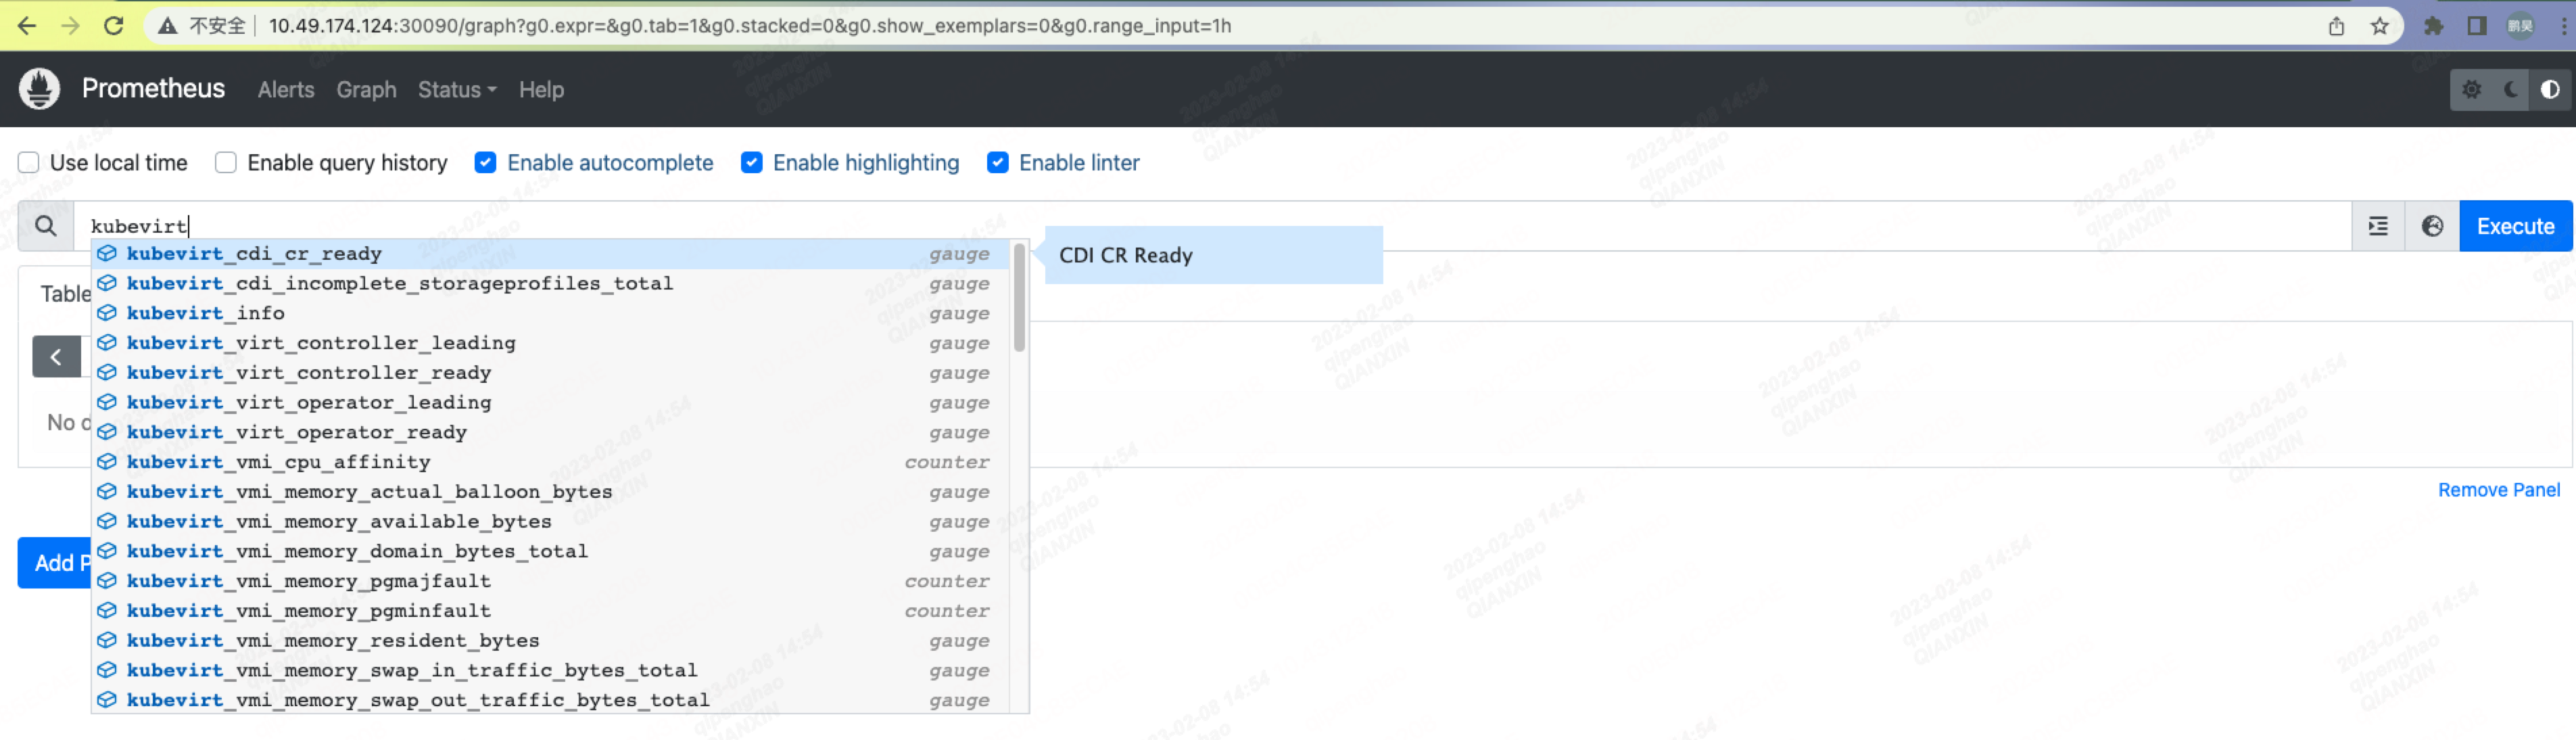 不安全 10.49.174.124:30090/graph?g0.expr=&g0.tab=1&g0.stacked=0&g0.show_exemplars=0&g0.range_input=1h 鹏昊
Prometheus Alerts Graph Status Help
Use local time Enable query history Enable autocomplete Enable highlighting Enable linter
kubevirt Execute
kubevirt_cdi_cr_ready gauge CDI CR Ready
kubevirt_cdi_incomplete_storageprofiles_total gauge
Table
kubevirt_info gauge
kubevirt_virt_controller_leading gauge
kubevirt_virt_controller_ready gauge
kubevirt_virt_operator_leading gauge
No d
kubevirt_virt_operator_ready gauge
kubevirt_vmi_cpu_affinity counter
kubevirt_vmi_memory_actual_balloon_bytes gauge
Remove Panel
kubevirt_vmi_memory_available_bytes gauge
kubevirt_vmi_memory_domain_bytes_total gauge
Add P
kubevirt_vmi_memory_pgmajfault counter
kubevirt_vmi_memory_pgminfault counter
kubevirt_vmi_memory_resident_bytes gauge
kubevirt_vmi_memory_swap_in_traffic_bytes_total gauge
kubevirt_vmi_memory_swap_out_traffic_bytes_total gauge
2023-02-08 14:54
qipenghao
QIANXIN